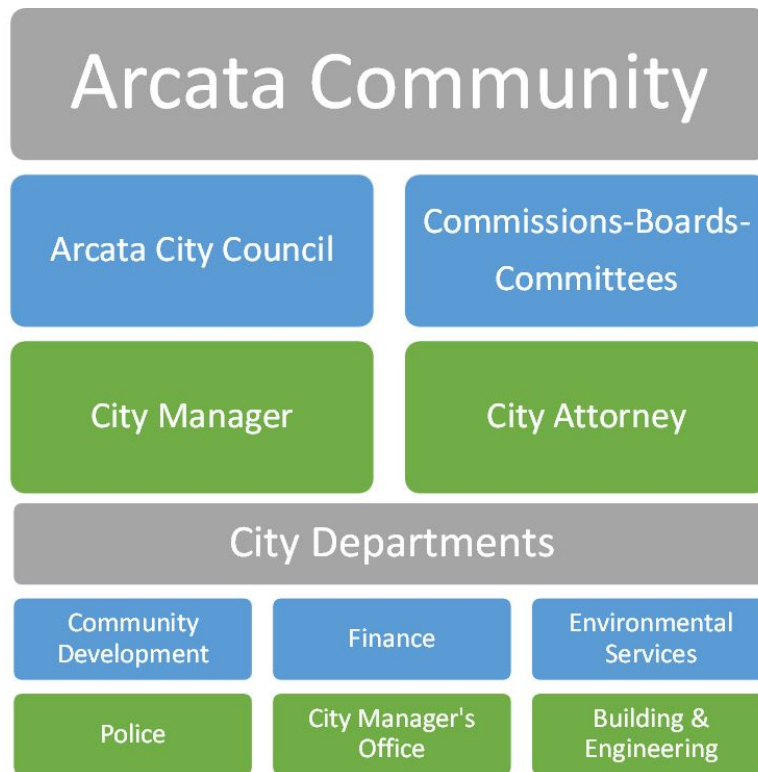 Arcata Community
Arcata City Council
Commissions-Boards-
Committees
City Manager
City Attorney
City Departments
Community
Development
Finance
Environmental
Services
Police
City Manager's
Office
Building &
Engineering